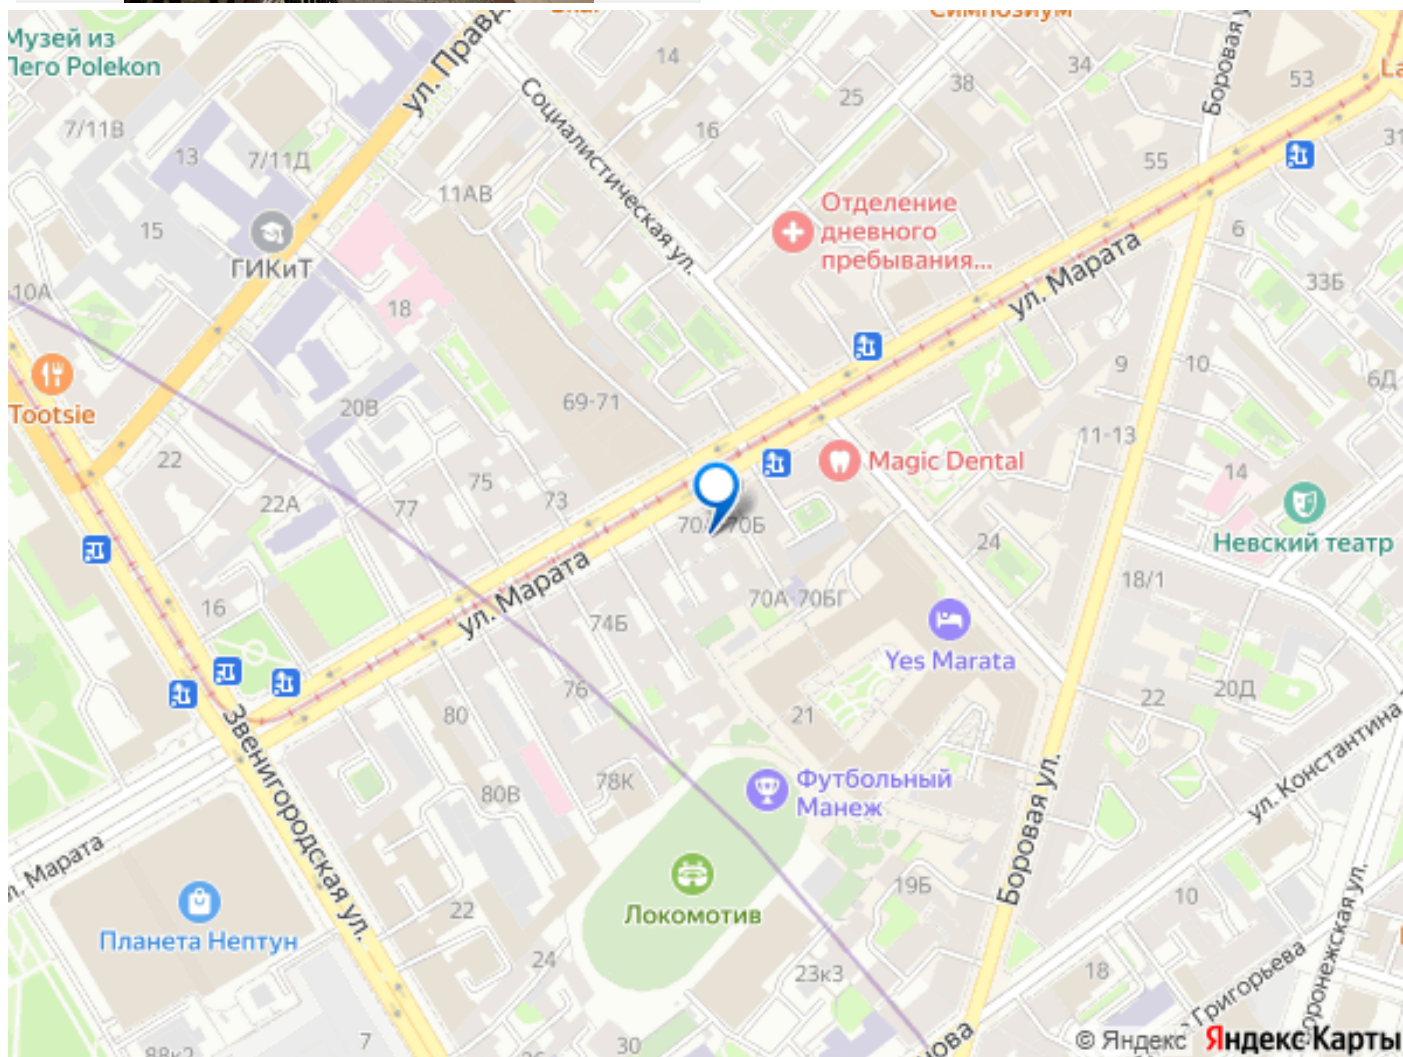 Симпозиум
Музей из
Лего Polekon
ул. Правд
Социалистическая ул.
Боровая у
14
38
34
53
La
25
16
7/11В
13
7/11Д
11АВ
55
31
15
ГИКиТ
Отделение
дневного
пребывания...
ул. Марата
6
33Б
10А
18
Tootsie
20В
69-71
9
10
6Д
22
75
73
77
22А
Magic Dental
11-13
14
Невский театр
70Б
24
18/1
16
ул. Марата
74Б
70А 70БГ
Yes Marata
76
80
21
22
20Д
Звенигородская ул.
78К
80В
Футбольный
Манеж
Боровая ул.
ул. Константина
л. Марата
Планета Нептун
22
Локомотив
19Б
10
24
23к3
18
Григорьева
оронежская ул.
7
88к2
30
нова
© Яндекс Яндекс Карты